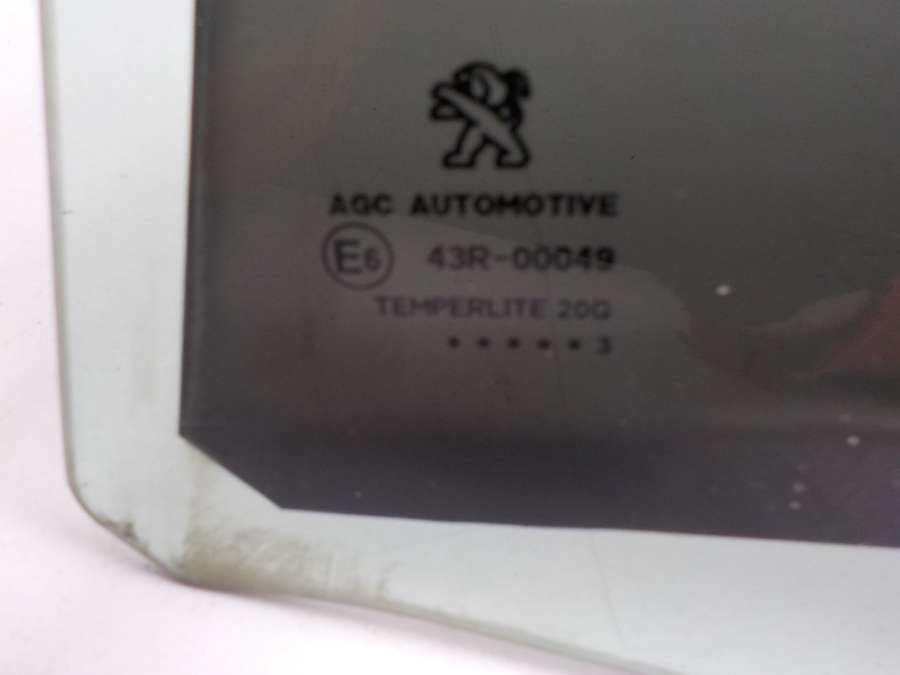 AGC AUTOMOTIVE
E6 43R-00049
TEMPERLITE 20G
• • • • • 3